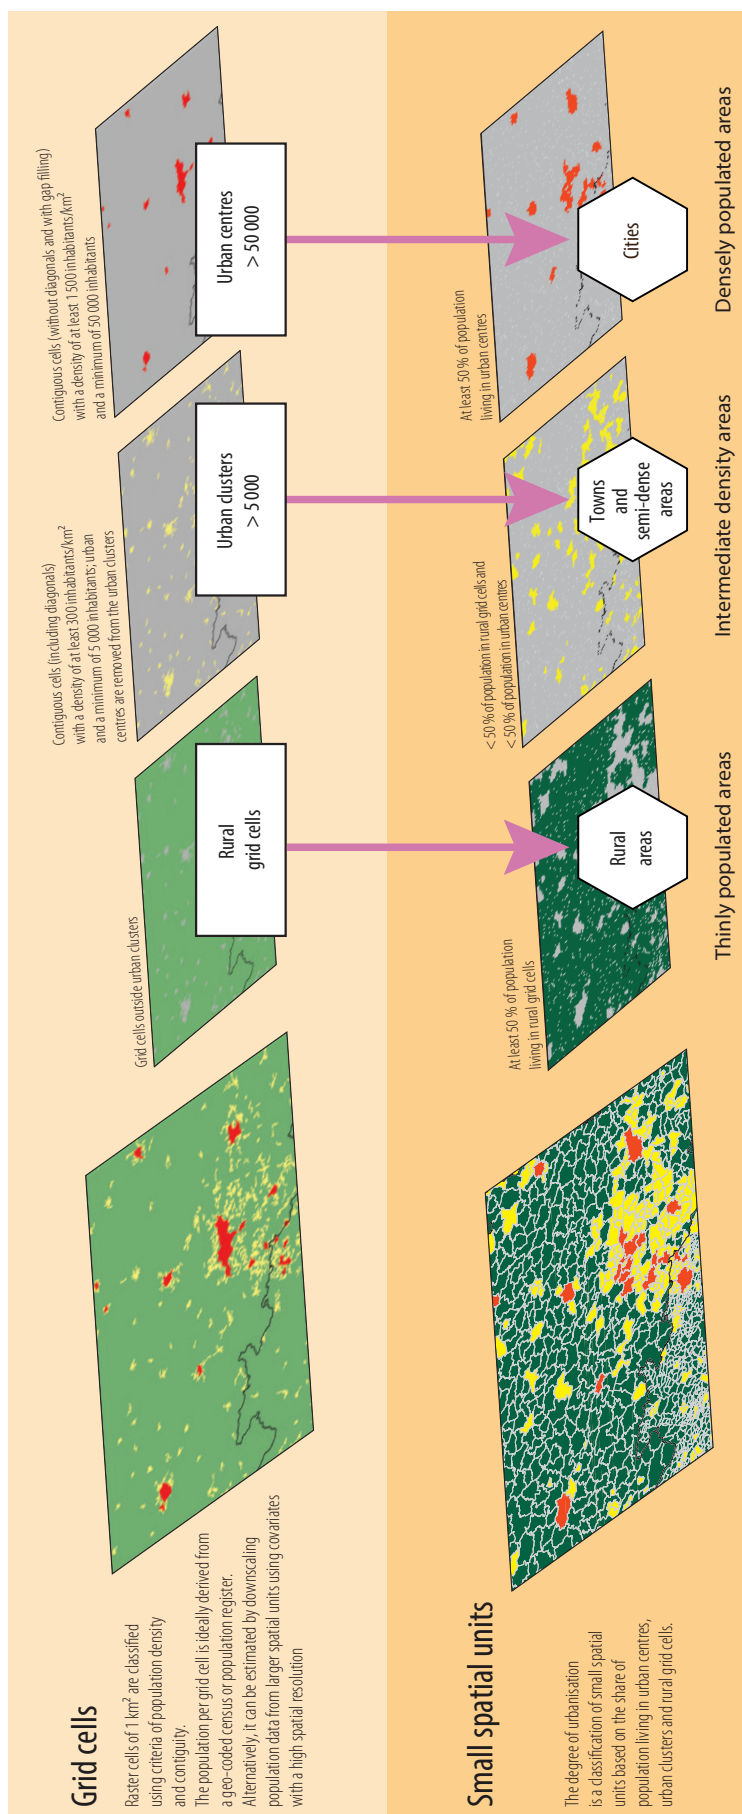 Grid cells
Raster cells of 1 km² are classified
using criteria of population density
and contiguity.
The population per grid cell is ideally derived from
a geo-coded census or population register.
Alternatively, it can be estimated by downscaling
population data from larger spatial units using covariates
with a high spatial resolution
Grid cells outside urban clusters
Rural
grid cells
Contiguous cells (including diagonals)
with a density of at least 300 inhabitants/km²
and a minimum of 5 000 inhabitants; urban
centres are removed from the urban clusters
Urban clusters
> 5 000
Contiguous cells (without diagonals and with gap filling)
with a density of at least 1 500 inhabitants/km²
and a minimum of 50 000 inhabitants
Urban centres
> 50 000
Small spatial units
The degree of urbanisation
is a classification of small spatial
units based on the share of
population living in urban centres,
urban clusters and rural grid cells.
At least 50 % of population
living in rural grid cells
Rural
areas
Thinly populated areas
< 50 % of population in rural grid cells and
< 50 % of population in urban centres
Towns
and
semi-dense
areas
Intermediate density areas
At least 50 % of population
living in urban centres
Cities
Densely populated areas